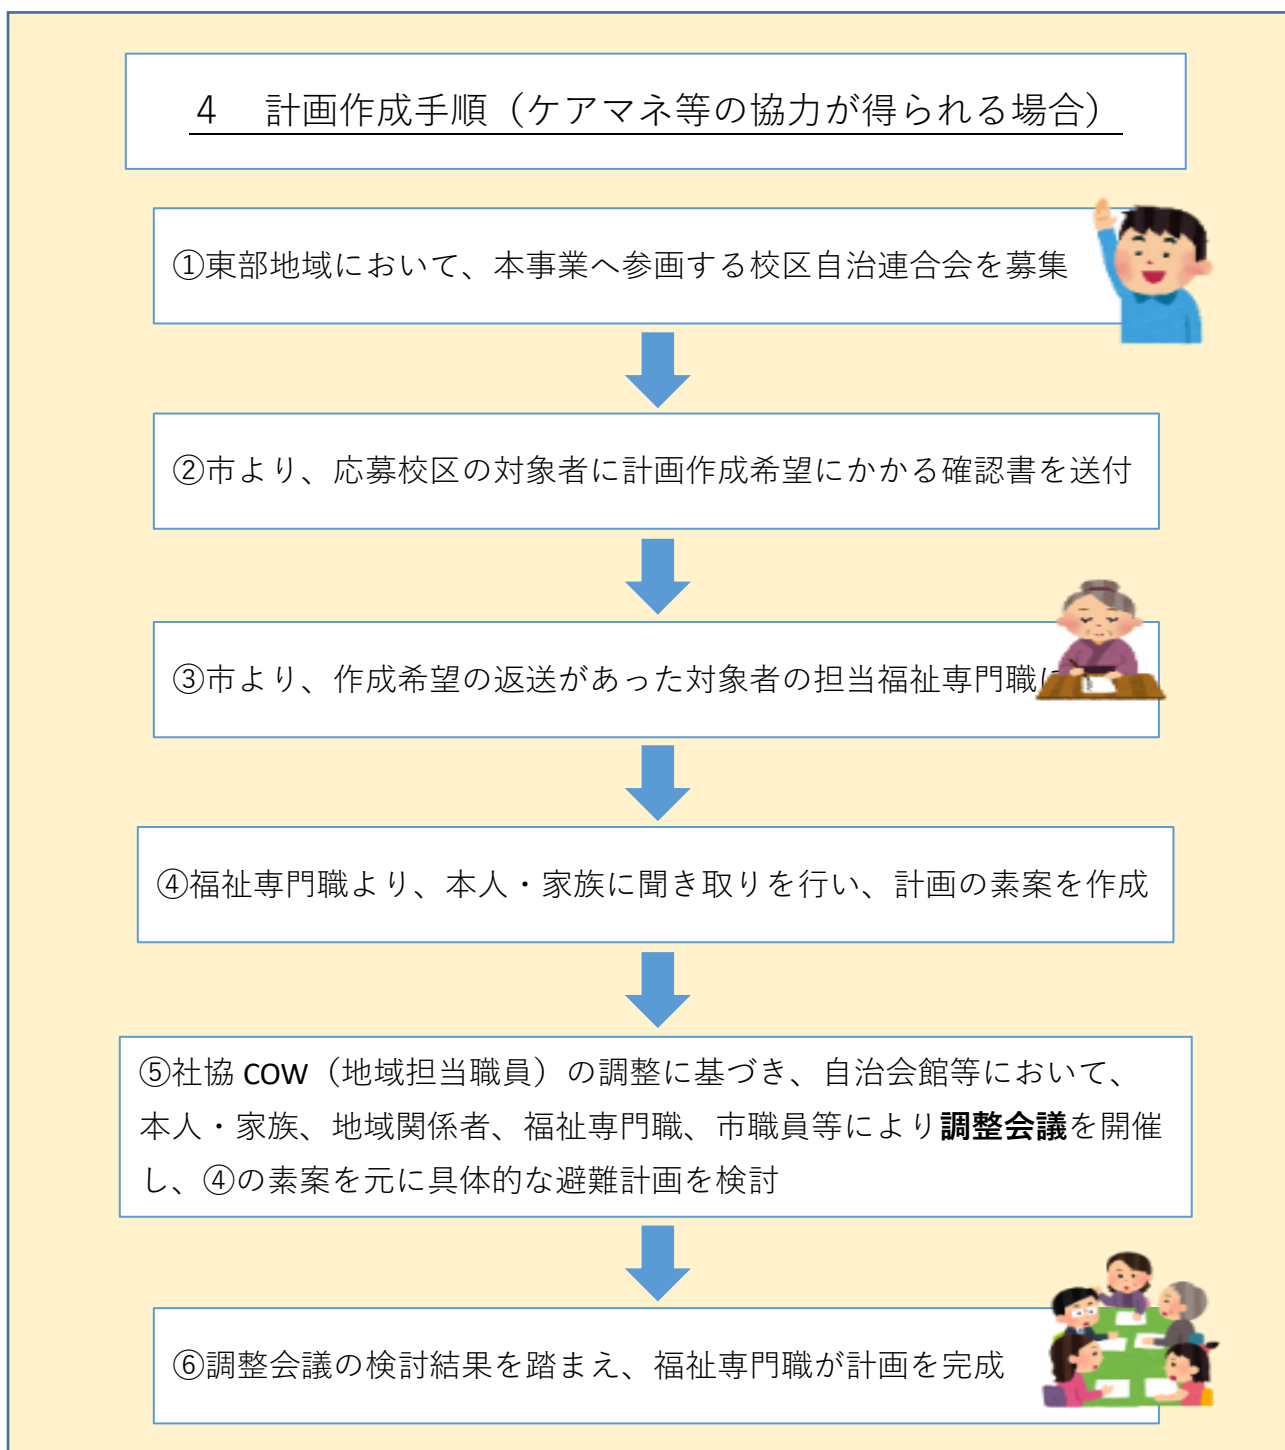 4 計画作成手順（ケアマネ等の協力が得られる場合）
①東部地域において、本事業へ参画する校区自治連合会を募集
②市より、応募校区の対象者に計画作成希望にかかる確認書を送付
③市より、作成希望の返送があった対象者の担当福祉専門職に
④福祉専門職より、本人・家族に聞き取りを行い、計画の素案を作成
⑤社協 COW（地域担当職員）の調整に基づき、自治会館等において、
本人・家族、地域関係者、福祉専門職、市職員等により調整会議を開催
し、④の素案を元に具体的な避難計画を検討
⑥調整会議の検討結果を踏まえ、福祉専門職が計画を完成